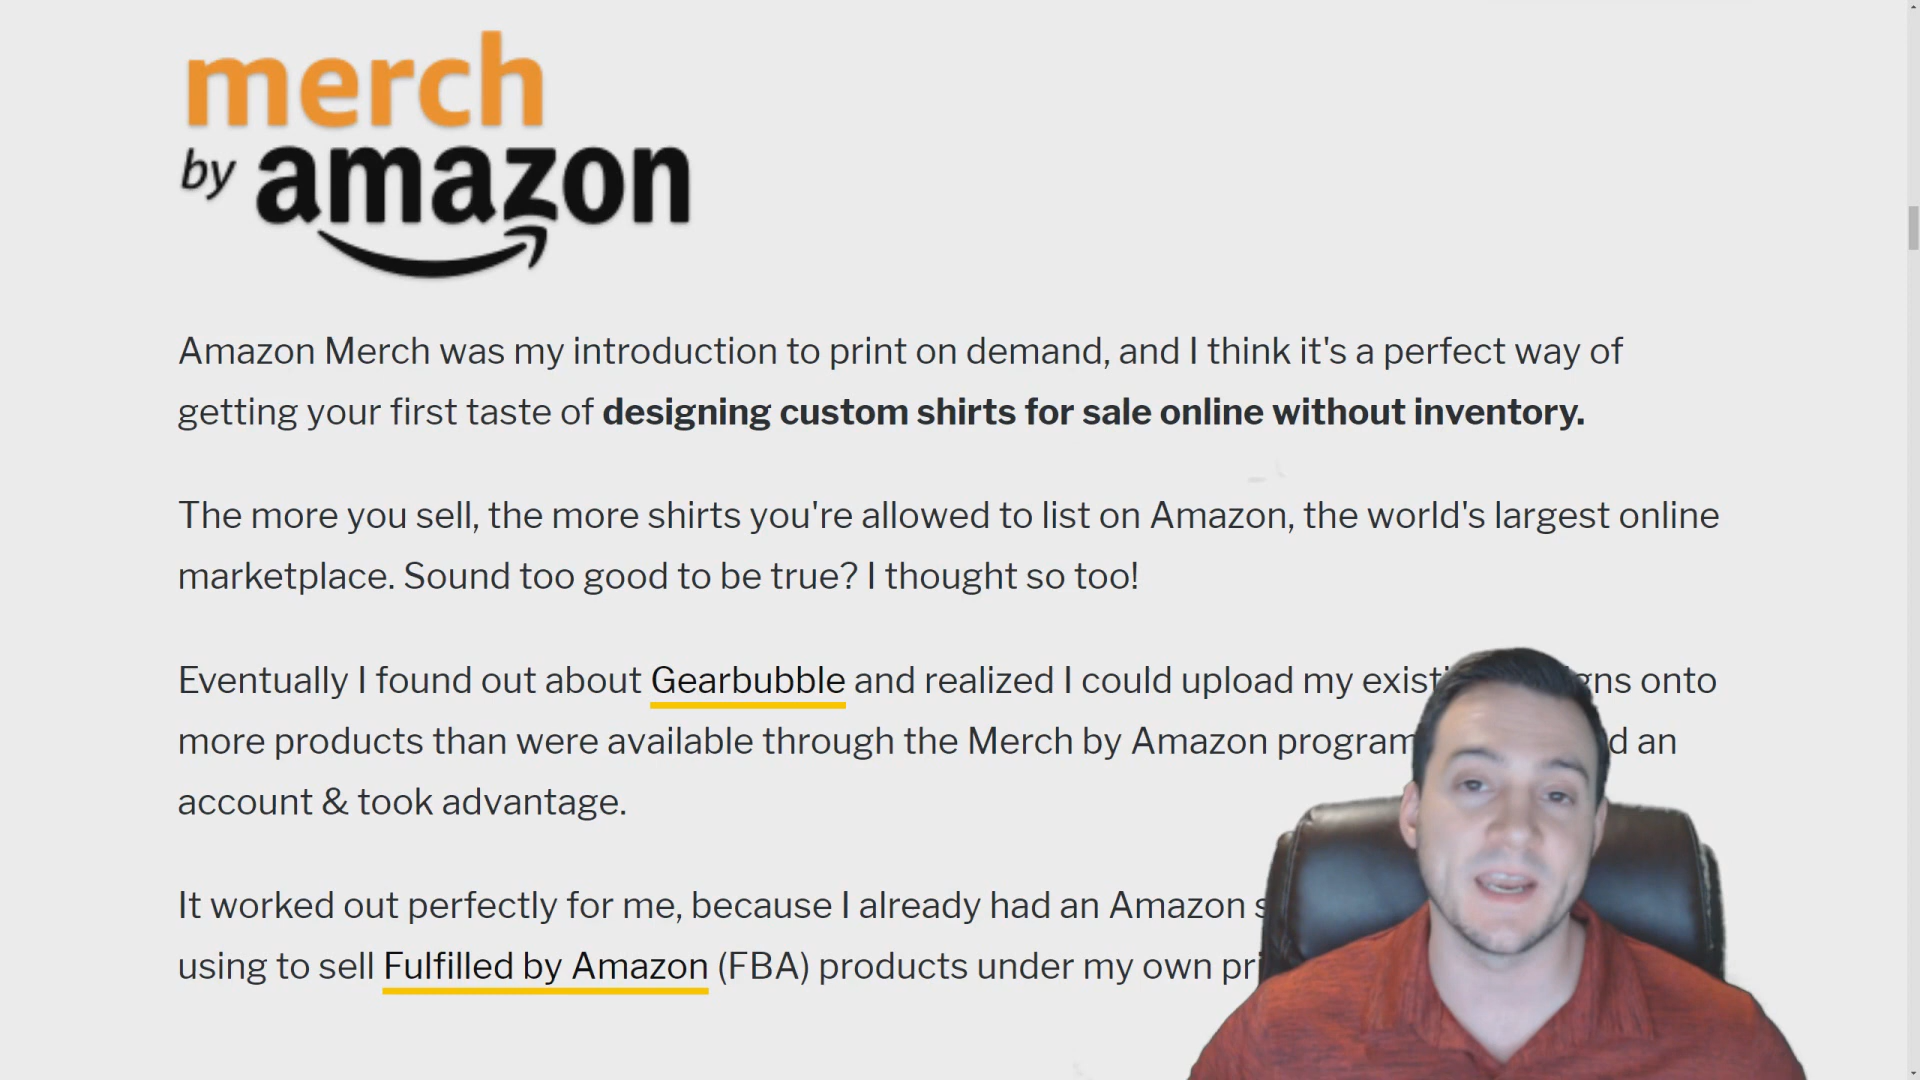 merch
by amazon
Amazon Merch was my introduction to print on demand, and I think it's a perfect way of
getting your first taste of designing custom shirts for sale online without inventory.
The more you sell, the more shirts you're allowed to list on Amazon, the world's largest online
marketplace. Sound too good to be true? I thought so too!
Eventually I found out about Gearbubble and realized I could upload my onto
more products than were available through the Merch by Amazon an
account & took advantage.
It worked out perfectly for me, because I already had an Amazon
using to sell Fulfilled by Amazon (FBA) products under my own